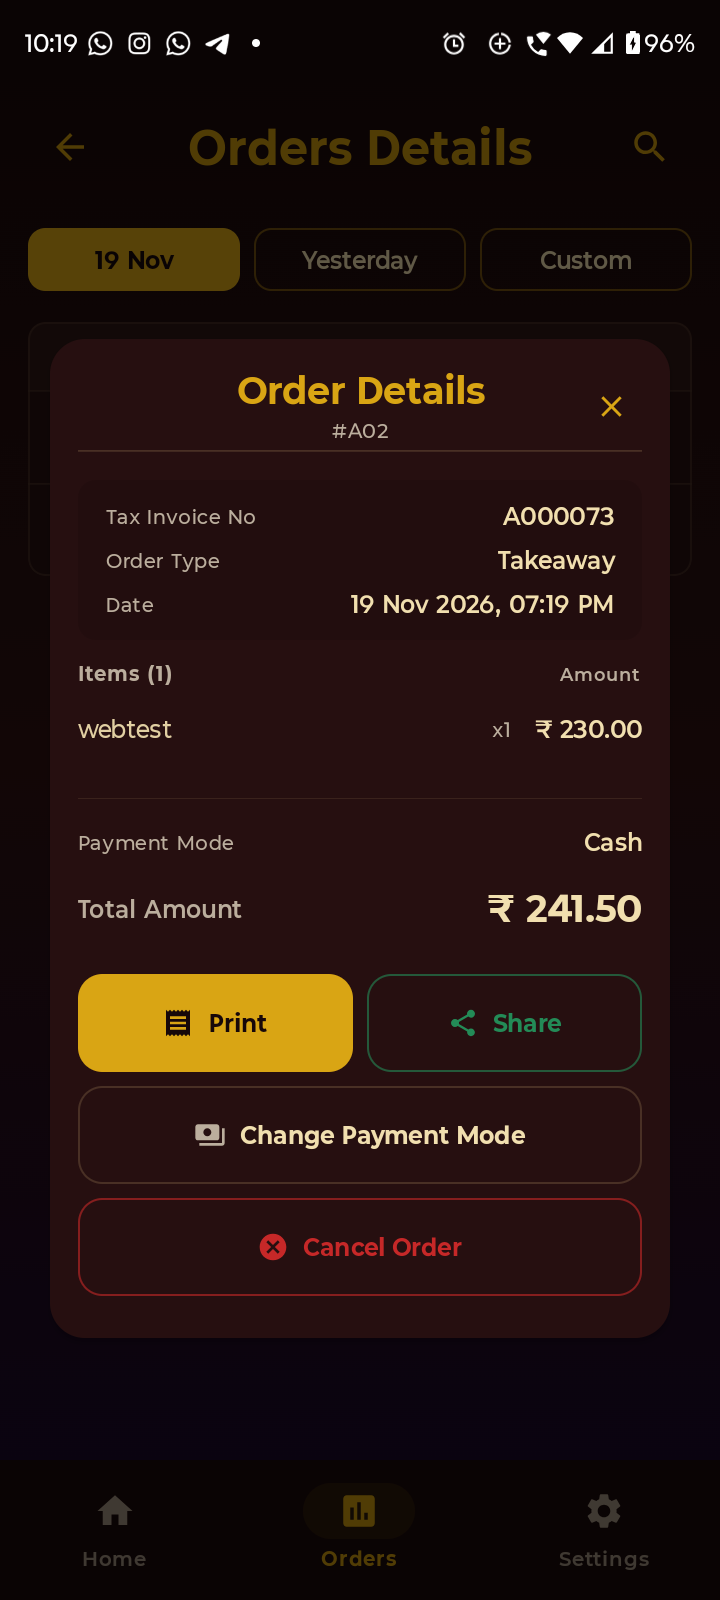 10:19 96%
Orders Details
19 Nov Yesterday Custom
Order Details
#A02
Tax Invoice No A000073
Order Type Takeaway
Date 19 Nov 2026, 07:19 PM
Items (1) Amount
webtest x1 ₹ 230.00
Payment Mode Cash
Total Amount ₹ 241.50
Print Share
Change Payment Mode
Cancel Order
Home Orders Settings